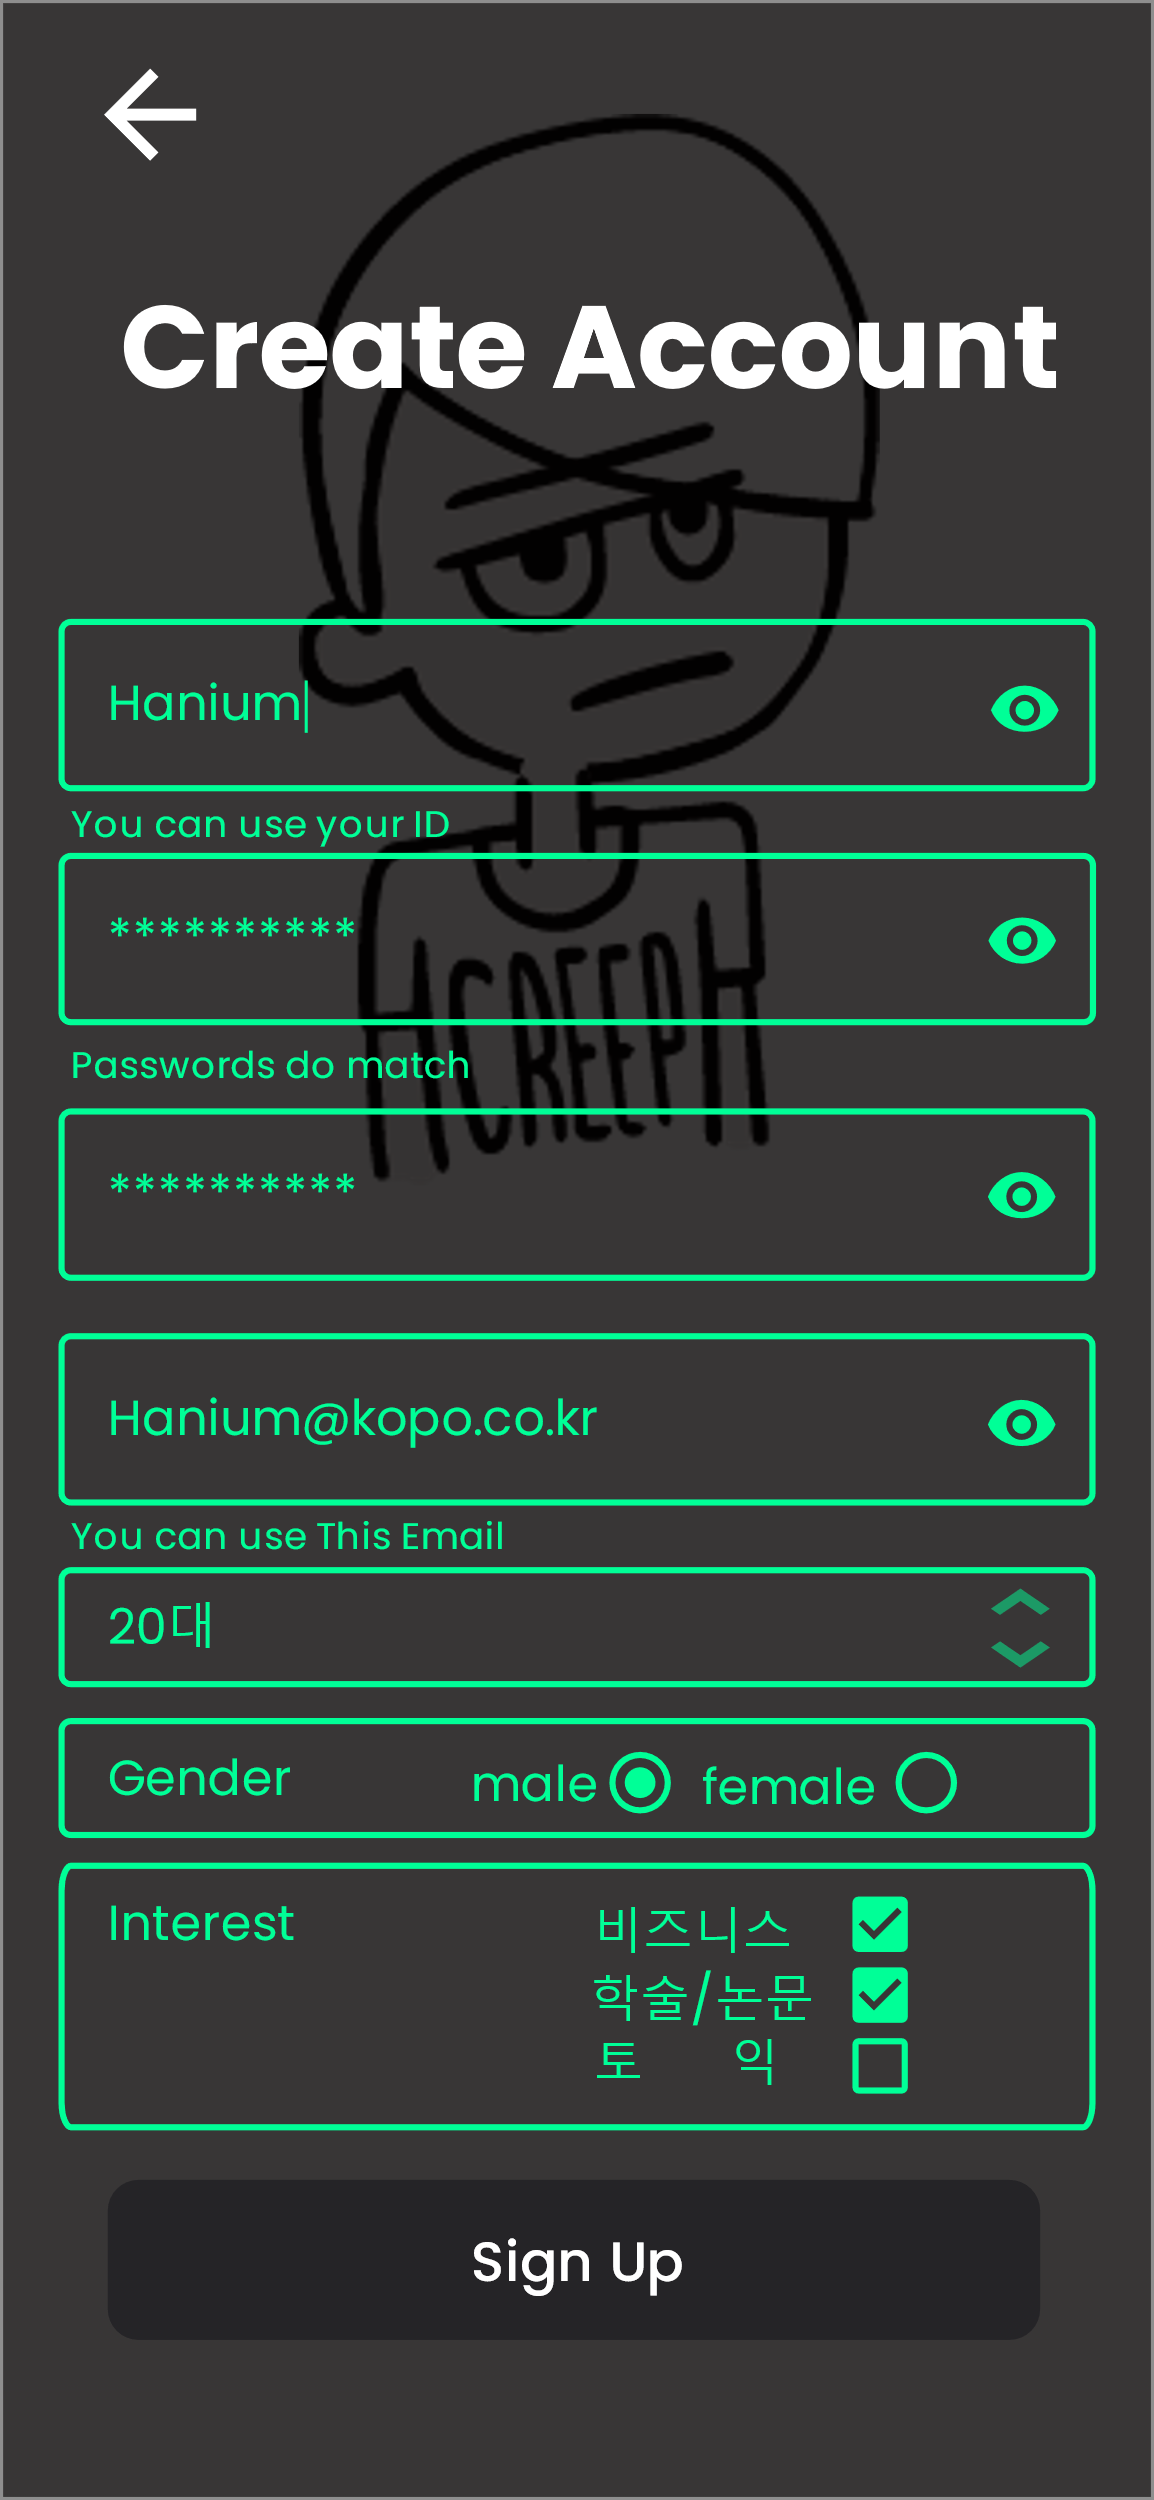 Create Account
Hanium
You can use your ID
**********
Passwords do match
**********
Hanium@kopo.co.kr
You can use This Email
20대
Gender male female
Interest 비즈니스
학술/논문
토 익
CREEP
Sign Up